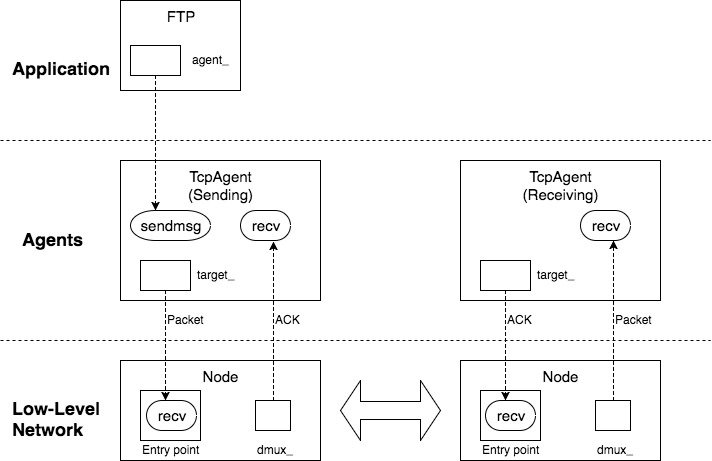 FTP
agent_
Application
TcpAgent
(Sending)
sendmsg
recv
target_
TcpAgent
(Receiving)
recv
target_
Agents
Packet
ACK
ACK
Packet
Node
recv
Entry point
dmux_
Node
recv
Entry point
dmux_
Low-Level
Network